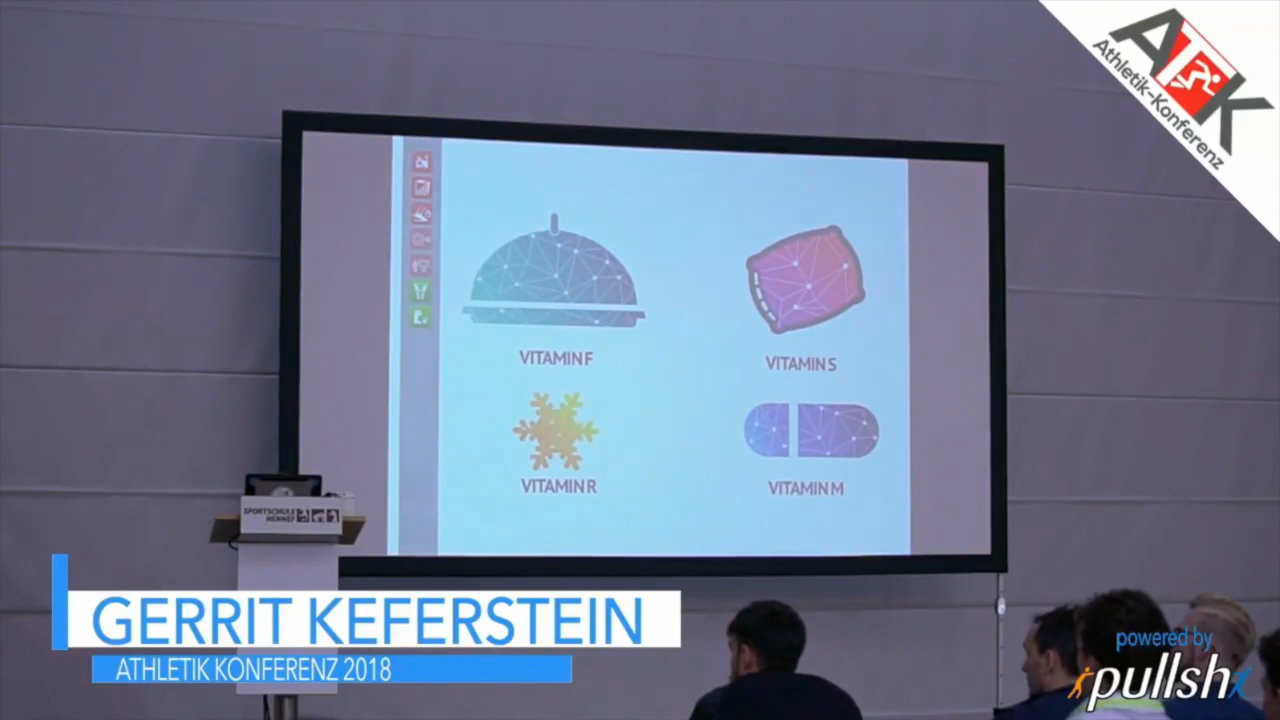 ATK
Athletik-Konferenz
VITAMIN F
VITAMIN S
VITAMIN R
VITAMIN M
SPORTSCHULE
HENNEF
GERRIT KEFERSTEIN
ATHLETIK KONFERENZ 2018
powered by
pullsh